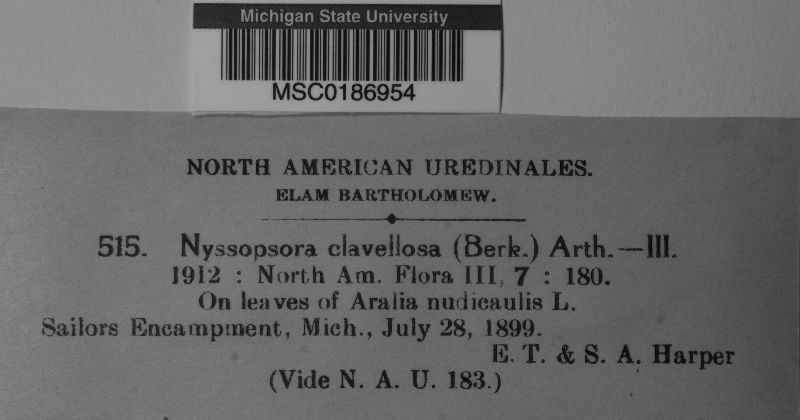 Michigan State University
MSC0186954
NORTH AMERICAN UREDINALES.
ELAM BARTHOLOMEW.
515. Nyssopsora clavellosa (Berk.) Arth.—III.
1912 : North Am. Flora III, 7 : 180.
On leaves of Aralia nudicaulis L.
Sailors Encampment, Mich., July 28, 1899.
E. T. & S. A. Harper
(Vide N. A. U. 183.)